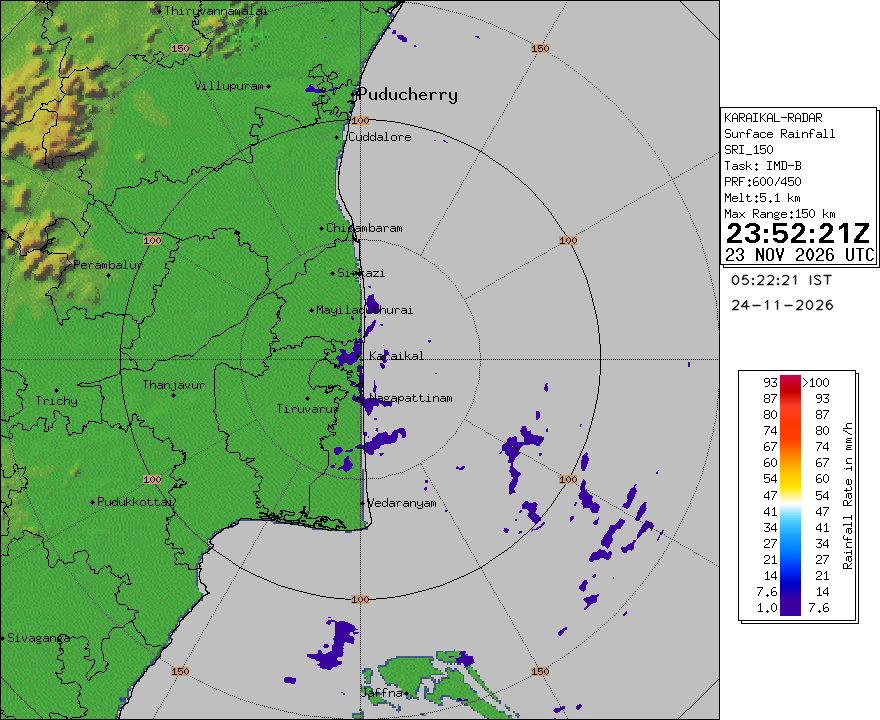 Thiruvannamalai
150
150
Villupuram
Puducherry
100
Cuddalore
Chidambaram
100
100
Perambalur
Sirkazi
Mayiladuthurai
Karaikal
Thanjavur
Trichy
Tiruvarur
Nagapattinam
100
100
Pudukkottai
Vedaranyam
100
Sivaganga
150
150
Jaffna
KARAIKAL-RADAR
Surface Rainfall
SRI_150
Task: IMD-B
PRF:600/450
Melt:5.1 km
Max Range:150 km
23:52:21Z
23 NOV 2026 UTC
05:22:21 IST
24-11-2026
93 >100
87 93
80 87
74 80
67 74
60 67
54 60
47 54
41 47
34 41
27 34
21 27
14 21
7.6 14
1.0 7.6
Rainfall Rate in mm/h